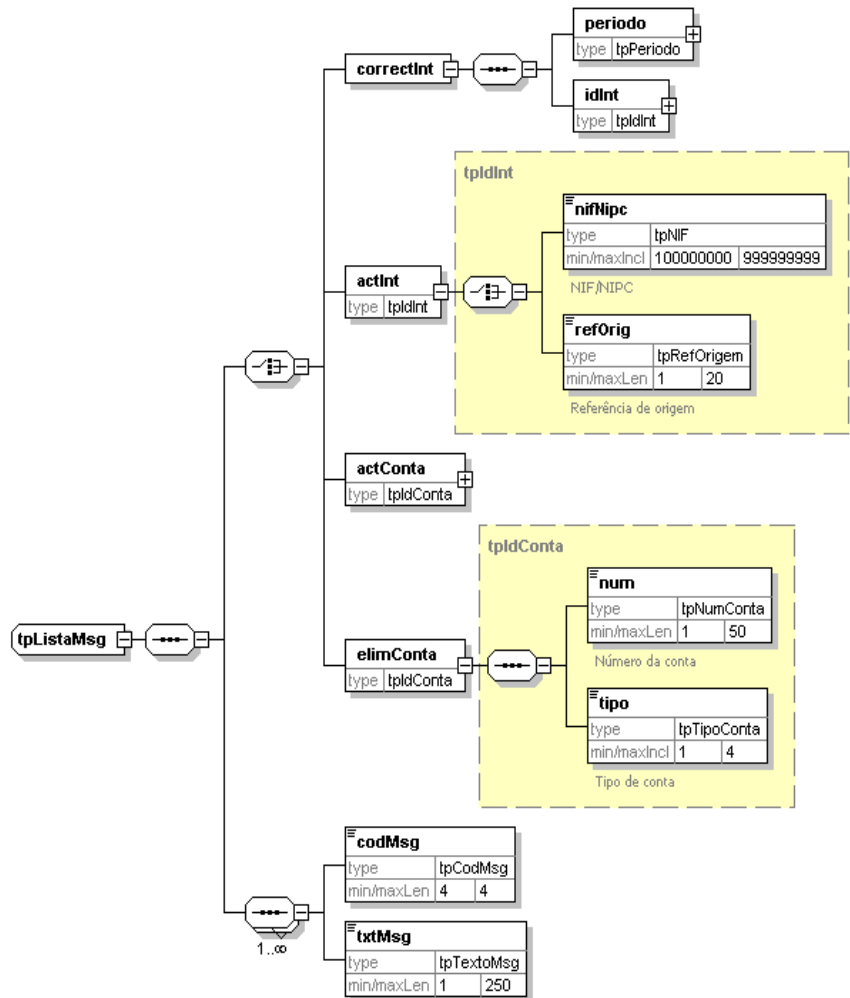 periodo
type tpPeriodo
correctInt
idInt
type tpIdInt
tpIdInt
nifNipc
type tpNIF
min/maxIncl 100000000 999999999
NIF/NIPC
actInt
type tpIdInt
refOrig
type tpRefOrigem
min/maxLen 1 20
Referência de origem
actConta
type tpIdConta
tpIdConta
num
type tpNumConta
min/maxLen 1 50
Número da conta
tpListaMsg
elimConta
type tpIdConta
tipo
type tpTipoConta
min/maxIncl 1 4
Tipo de conta
codMsg
type tpCodMsg
min/maxLen 4 4
1..∞
txtMsg
type tpTextoMsg
min/maxLen 1 250